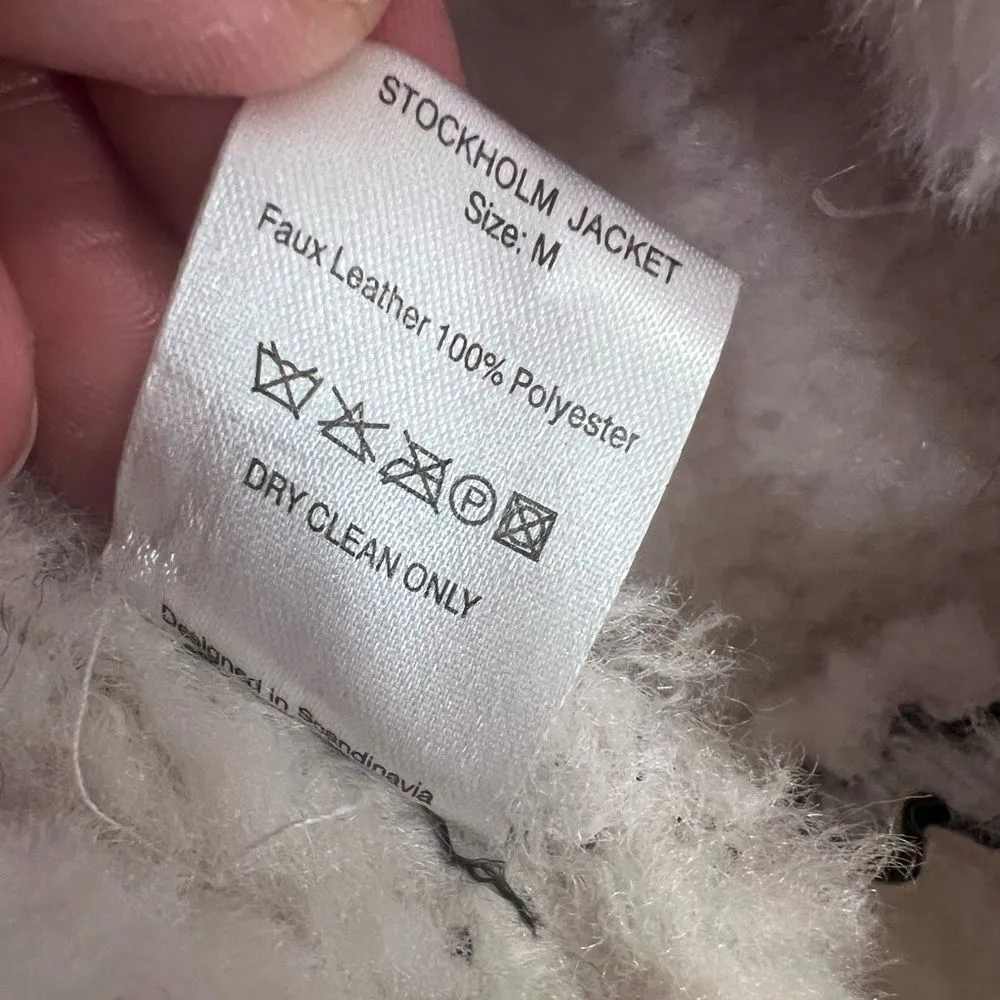 STOCKHOLM JACKET
Size: M
Faux Leather 100% Polyester
P
DRY CLEAN ONLY
Designed in Scandinavia